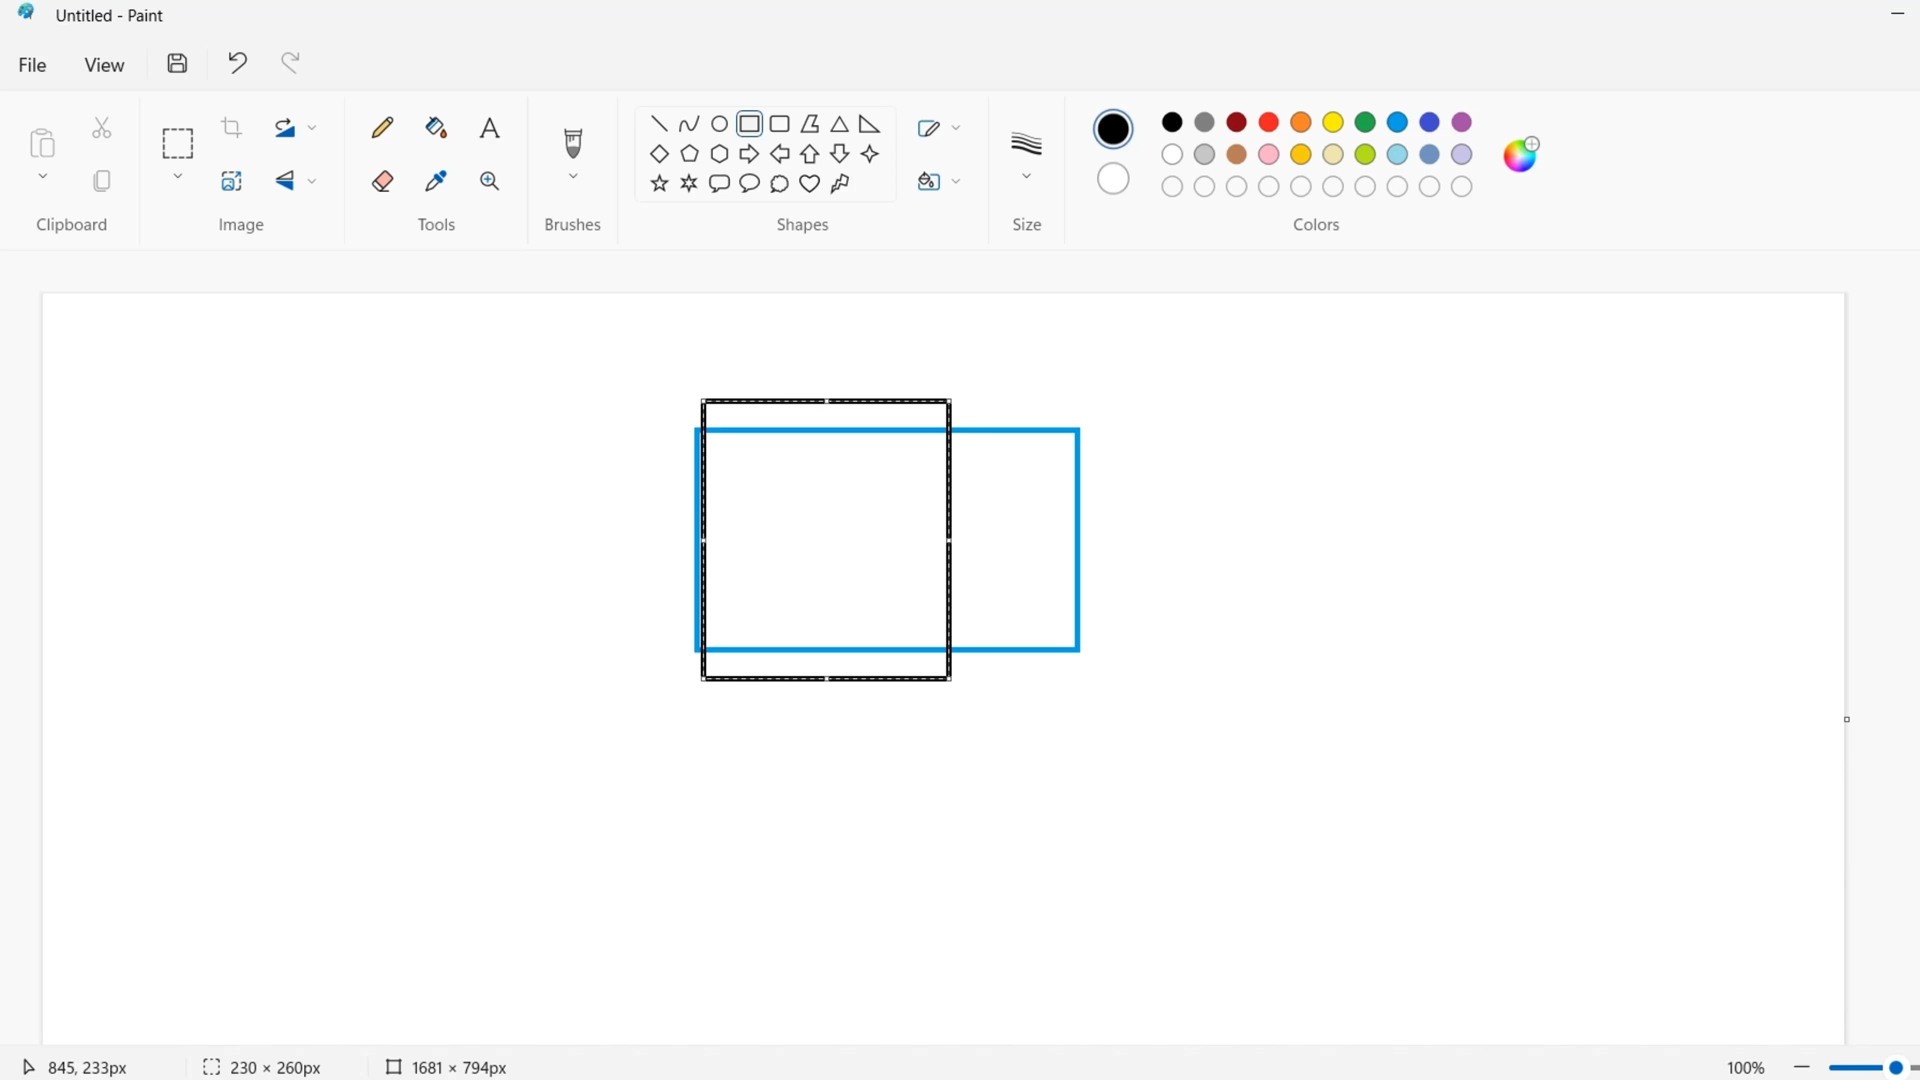 Untitled - Paint
File View
Clipboard Image Tools Brushes Shapes Size Colors
845, 233px 230 × 260px 1681 × 794px 100%